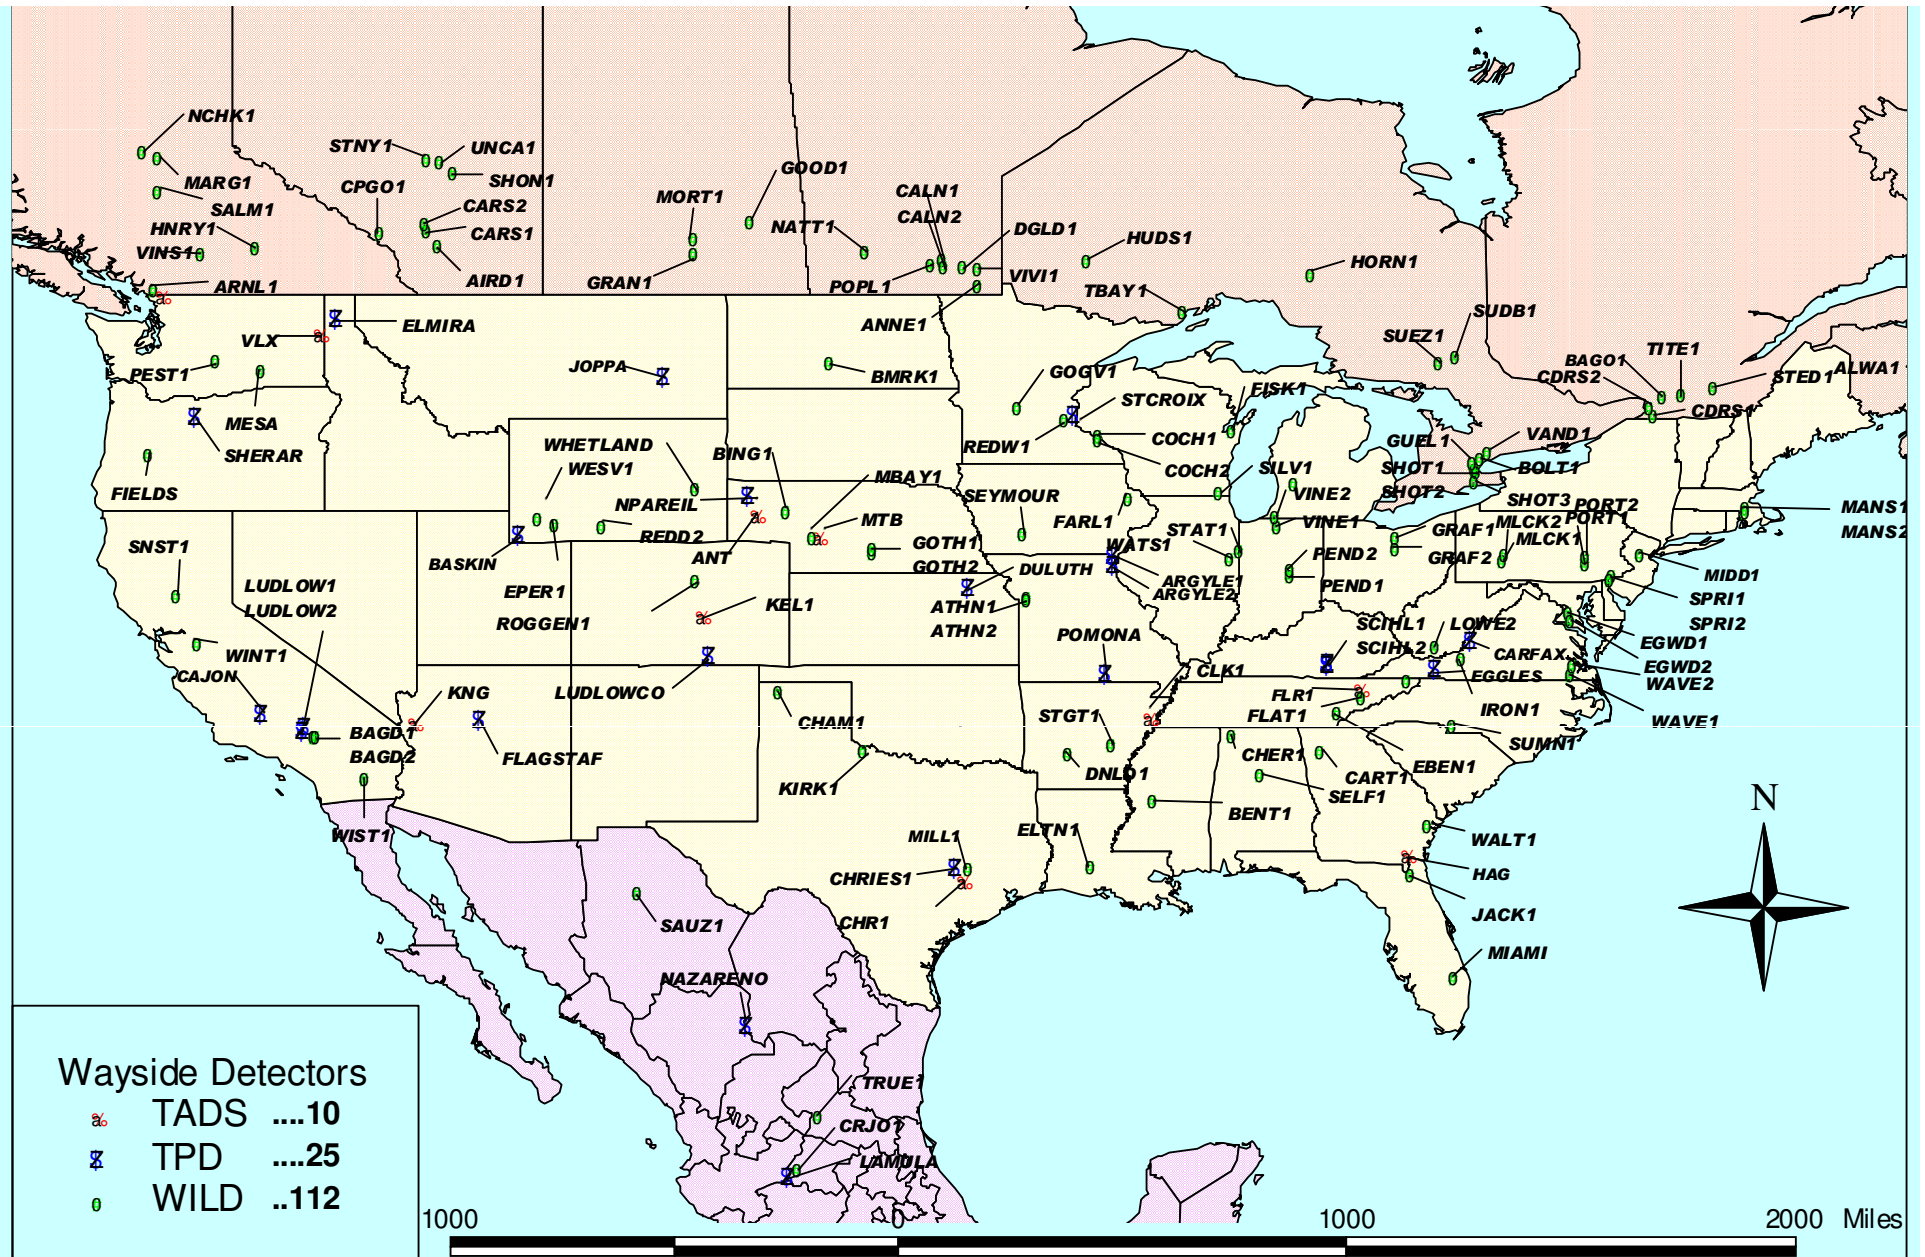 NCHK1
STNY1
UNCA1
MARG1
SHON1
CPGO1
SALM1
CARS2
HNRY1
CARS1
VINS1
AIRD1
ARNL1
MORT1
GOOD1
GRAN1
NATT1
CALN1
CALN2
DGLD1
POPL1
VIVI1
HUDS1
HORN1
TBAY1
ANNE1
SUDB1
SUEZ1
BAGO1
TITE1
CDRS2
STED1
ALWA1
CDRS1
ELMIRA
VLX
PEST1
MESA
JOPPA
BMRK1
GOGV1
FISK1
STCROIX
REDW1
COCH1
COCH2
SHERAR
FIELDS
WHETLAND
WESV1
BING1
MBAY1
NPAREIL
SEYMOUR
SILV1
GUEL1
VAND1
SHOT1
BOLT1
SHOT2
SHOT3
PORT2
PORT1
MANS1
MANS2
VINE2
VINE1
FARL1
MTB
REDD2
STAT1
GRAF1
GRAF2
MLCK2
MLCK1
SNST1
BASKIN
ANT
GOTH1
GOTH2
WATS1
PEND2
PEND1
DULUTH
ARGYLE1
ARGYLE2
MIDD1
SPRI1
SPRI2
LUDLOW1
LUDLOW2
EPER1
ROGGEN1
KEL1
ATHN1
ATHN2
POMONA
SCIHL1
SCIHL2
LOWE2
CARFAX
EGWD1
EGWD2
WAVE2
WAVE1
WINT1
CAJON
KNG
LUDLOWCO
CLK1
FLR1
FLAT1
EGGLES
IRON1
SUMN1
CHAM1
STGT1
BAGD1
BAGD2
FLAGSTAF
KIRK1
DNLD1
CHER1
CART1
EBEN1
SELF1
BENT1
WIST1
MILL1
ELTN1
WALT1
CHRIES1
HAG
CHR1
JACK1
SAUZ1
MIAMI
NAZARENO
TRUE1
CRJO1
LAMULA
N
Wayside Detectors
TADS ....10
TPD ....25
WILD ..112
1000 0 1000 2000 Miles